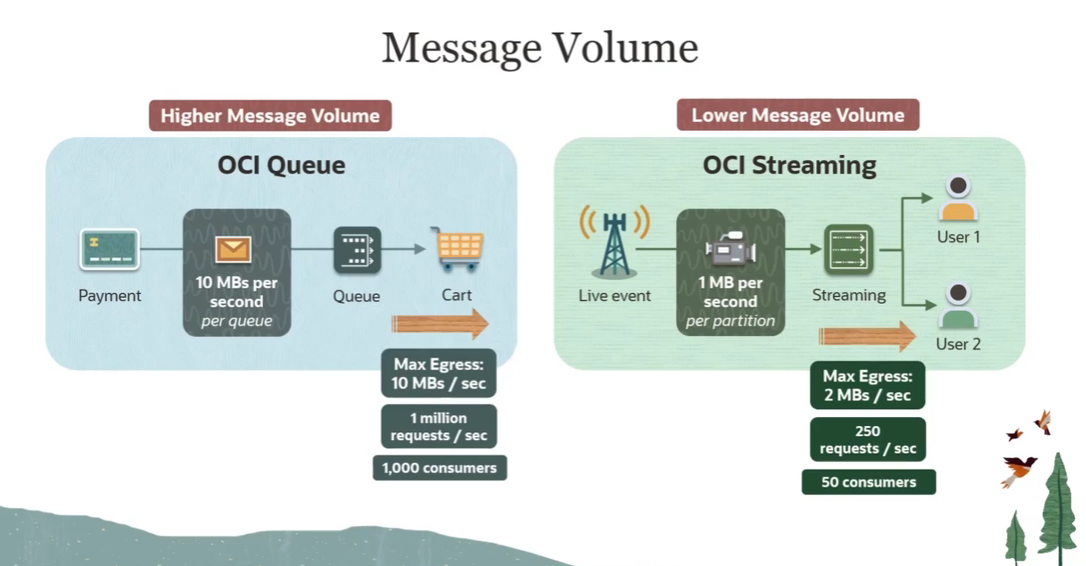 Message Volume
Higher Message Volume
OCI Queue
Payment
10 MBs per
second
per queue
Queue
Cart
Max Egress:
10 MBs / sec
1 million
requests / sec
1,000 consumers
Lower Message Volume
OCI Streaming
Live event
1 MB per
second
per partition
Streaming
User 1
User 2
Max Egress:
2 MBs / sec
250
requests / sec
50 consumers